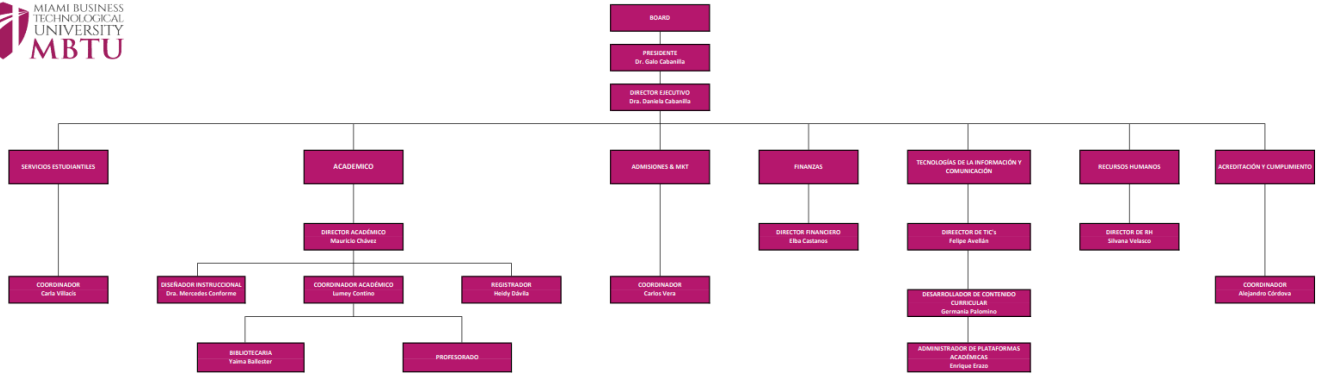 MIAMI BUSINESS
TECHNOLOGICAL
UNIVERSITY
MBTU
BOARD
PRESIDENTE
Dr. Galo Cabanilla
DIRECTOR EJECUTIVO
Dra. Daniela Cabanilla
SERVICIOS ESTUDIANTILES
ACADEMICO
ADMISIONES & MKT
FINANZAS
TECNOLOGÍAS DE LA INFORMACIÓN Y
COMUNICACIÓN
RECURSOS HUMANOS
ACREDITACIÓN Y CUMPLIMIENTO
DIRECTOR ACADÉMICO
Mauricio Chávez
DIRECTOR FINANCIERO
Elba Castanos
DIREECTOR DE TIC's
Felipe Avellán
DIRECTOR DE RH
Silvana Velasco
COORDINADOR
Carla Villacis
DISEÑADOR INSTRUCCIONAL
Dra. Mercedes Conforme
COORDINADOR ACADÉMICO
Lumey Contino
REGISTRADOR
Heidy Dávila
COORDINADOR
Carlos Vera
DESARROLLADOR DE CONTENIDO
CURRICULAR
Germania Palomino
COORDINADOR
Alejandro Córdova
BIBLIOTECARIA
Yaima Ballester
PROFESORADO
ADMINISTRADOR DE PLATAFORMAS
ACADÉMICAS
Enrique Erazo